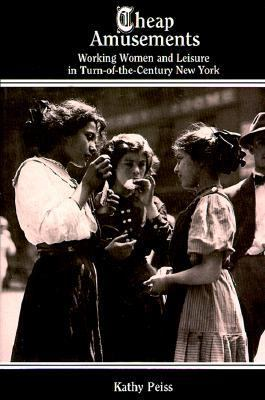 Cheap
Amusements
Working Women and Leisure
in Turn-of-the-Century New York
Kathy Peiss